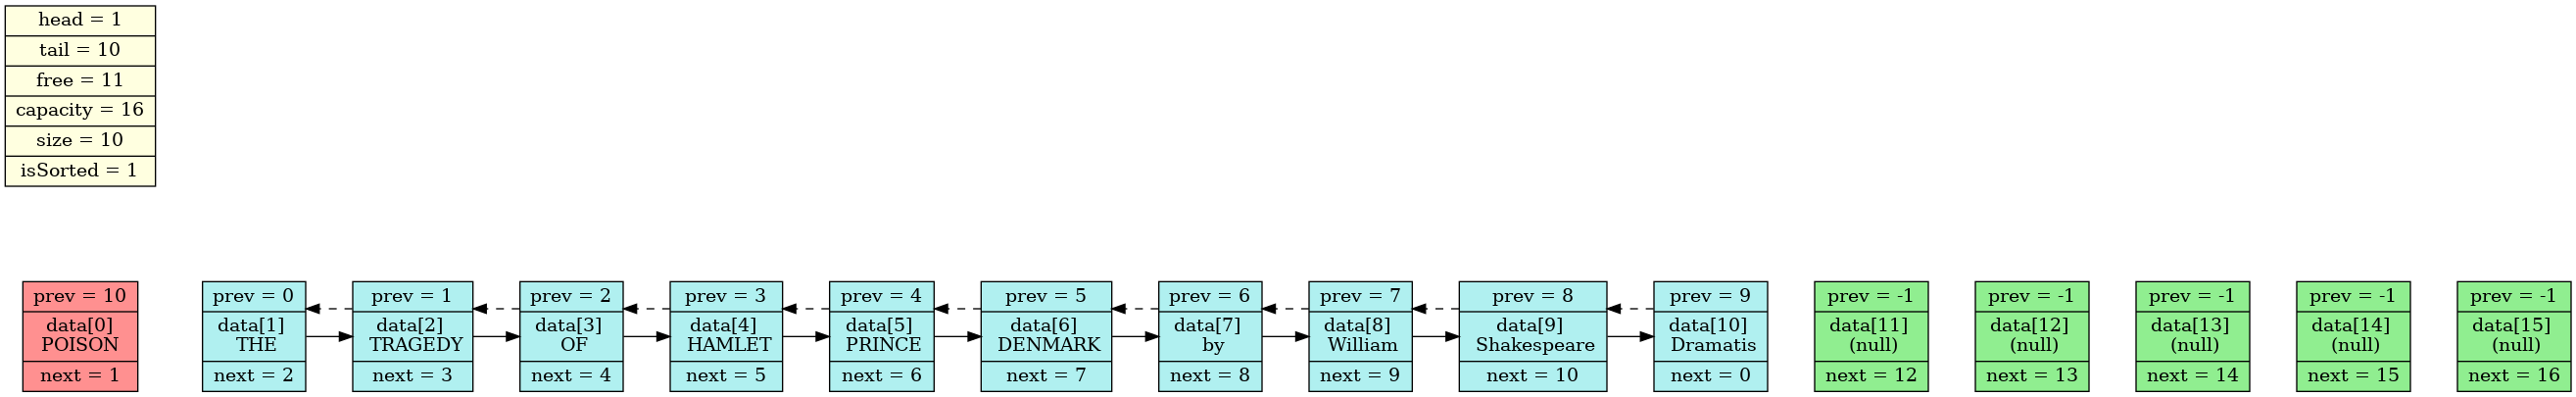 head = 1
tail = 10
free = 11
capacity = 16
size = 10
isSorted = 1
prev = 10
data[0]
POISON
next = 1
prev = 0
data[1]
THE
next = 2
prev = 1
data[2]
TRAGEDY
next = 3
prev = 2
data[3]
OF
next = 4
prev = 3
data[4]
HAMLET
next = 5
prev = 4
data[5]
PRINCE
next = 6
prev = 5
data[6]
DENMARK
next = 7
prev = 6
data[7]
by
next = 8
prev = 7
data[8]
William
next = 9
prev = 8
data[9]
Shakespeare
next = 10
prev = 9
data[10]
Dramatis
next = 0
prev = -1
data[11]
(null)
next = 12
prev = -1
data[12]
(null)
next = 13
prev = -1
data[13]
(null)
next = 14
prev = -1
data[14]
(null)
next = 15
prev = -1
data[15]
(null)
next = 16